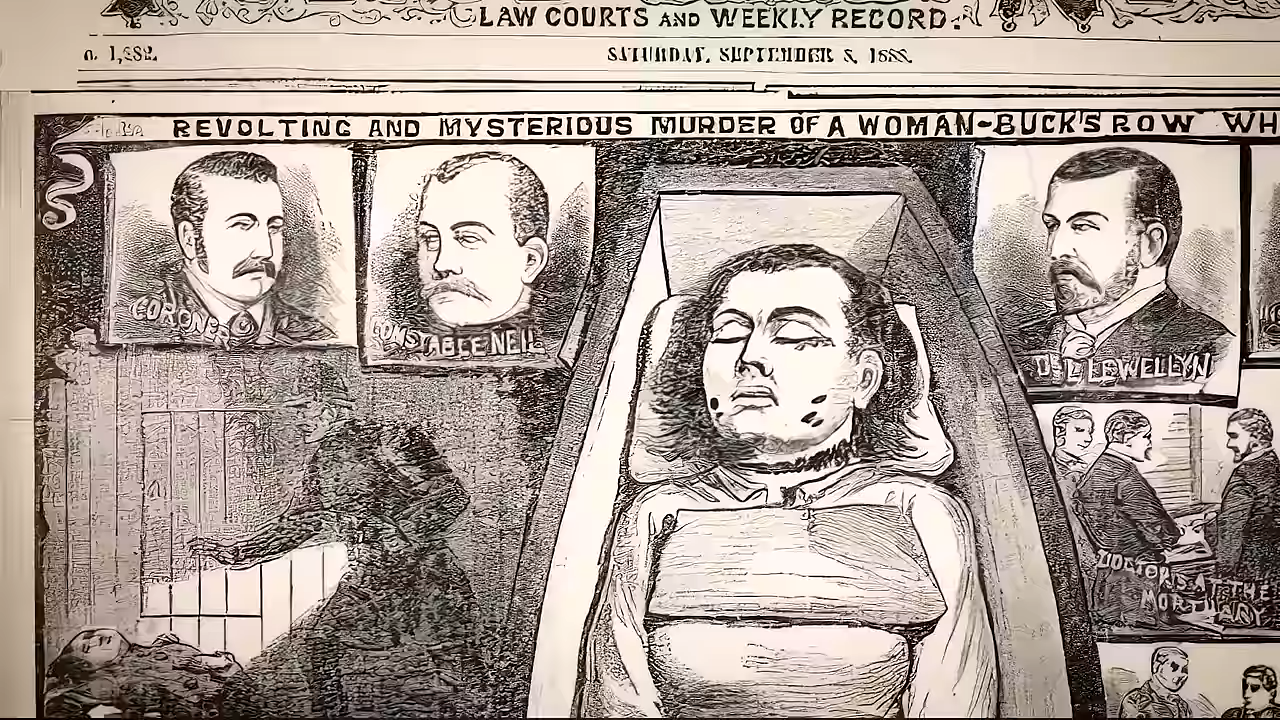 LAW COURTS AND WEEKLY RECORD.
SATURDAY, SEPTEMBER 8, 1888.
REVOLTING AND MYSTERIOUS MURDER OF A WOMAN-BUCK'S ROW WH
CORONER
CONSTABLE NEIL
DR LLEWELLYN
DOCTORS AT THE
MORTUARY